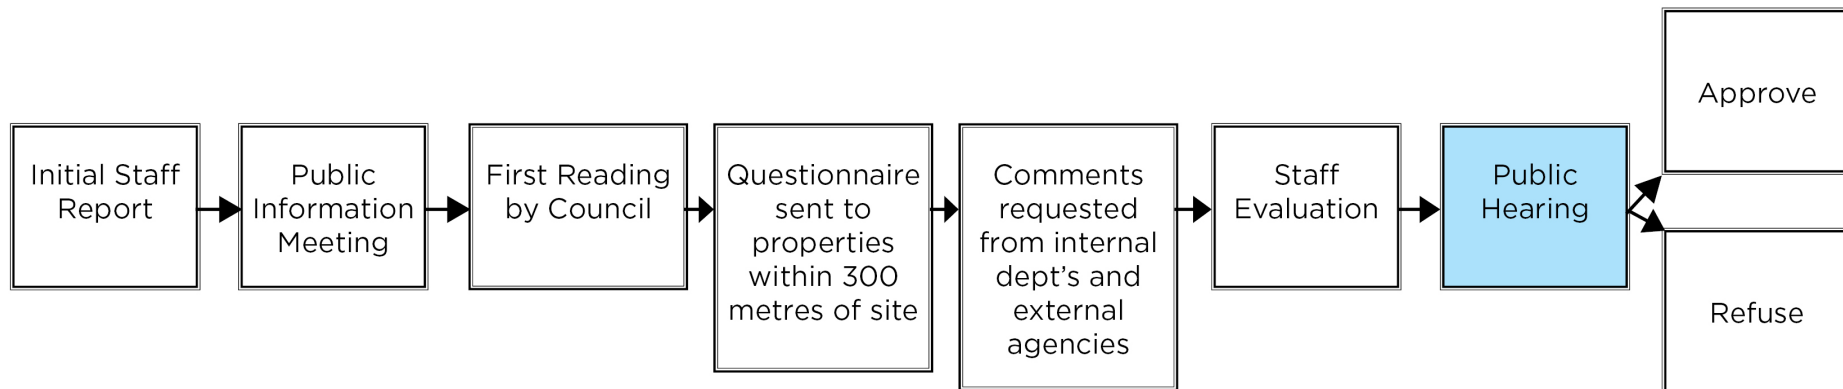 Initial Staff
Report
Public
Information
Meeting
First Reading
by Council
Questionnaire
sent to
properties
within 300
metres of site
Comments
requested
from internal
dept’s and
external
agencies
Staff
Evaluation
Public
Hearing
Approve
Refuse